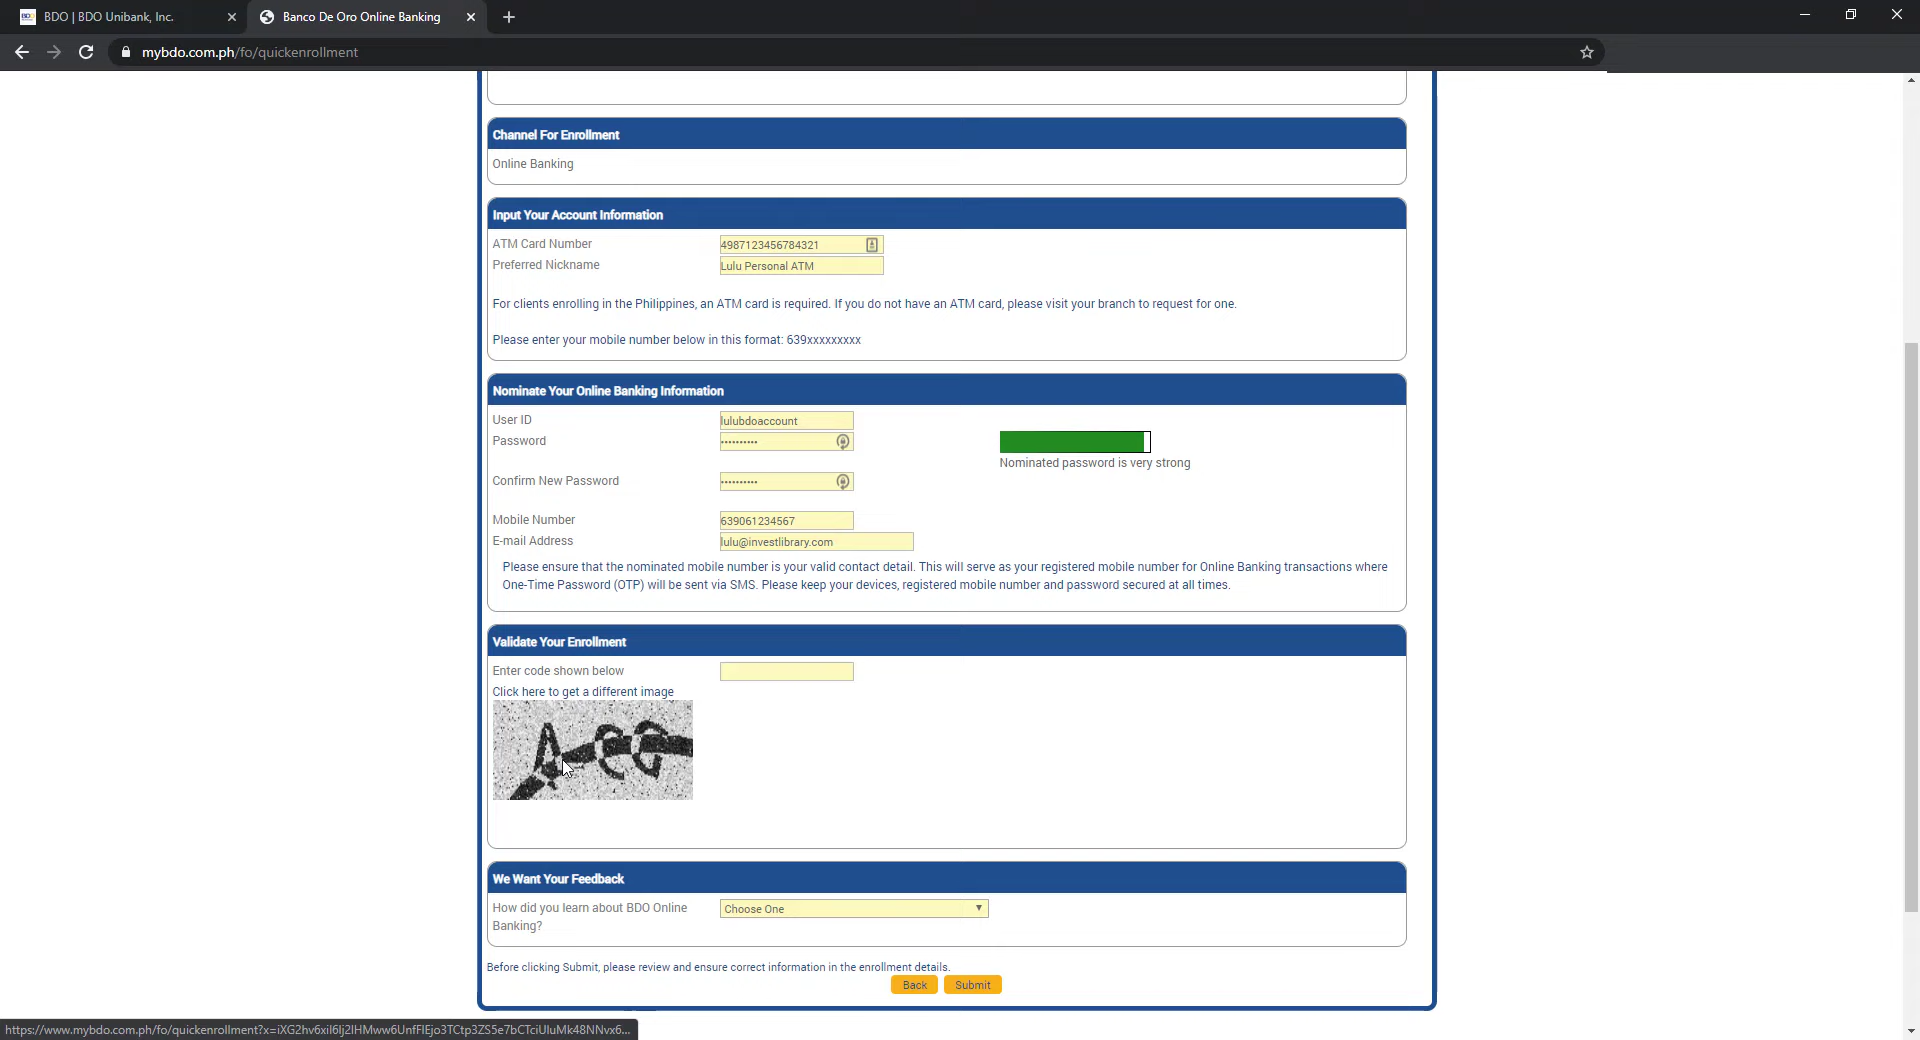 BDO | BDO Unibank, Inc.
Banco De Oro Online Banking
mybdo.com.ph/fo/quickenrollment
Channel For Enrollment
Online Banking
Input Your Account Information
ATM Card Number 4987123456784321
Preferred Nickname Lulu Personal ATM
For clients enrolling in the Philippines, an ATM card is required. If you do not have an ATM card, please visit your branch to request for one.
Please enter your mobile number below in this format: 639xxxxxxxxx
Nominate Your Online Banking Information
User ID lulubdoaccount
Password ••••••••••
Nominated password is very strong
Confirm New Password ••••••••••
Mobile Number 639061234567
E-mail Address lulu@investlibrary.com
Please ensure that the nominated mobile number is your valid contact detail. This will serve as your registered mobile number for Online Banking transactions where
One-Time Password (OTP) will be sent via SMS. Please keep your devices, registered mobile number and password secured at all times.
Validate Your Enrollment
Enter code shown below
Click here to get a different image
We Want Your Feedback
How did you learn about BDO Online Choose One
Banking?
Before clicking Submit, please review and ensure correct information in the enrollment details.
Back Submit